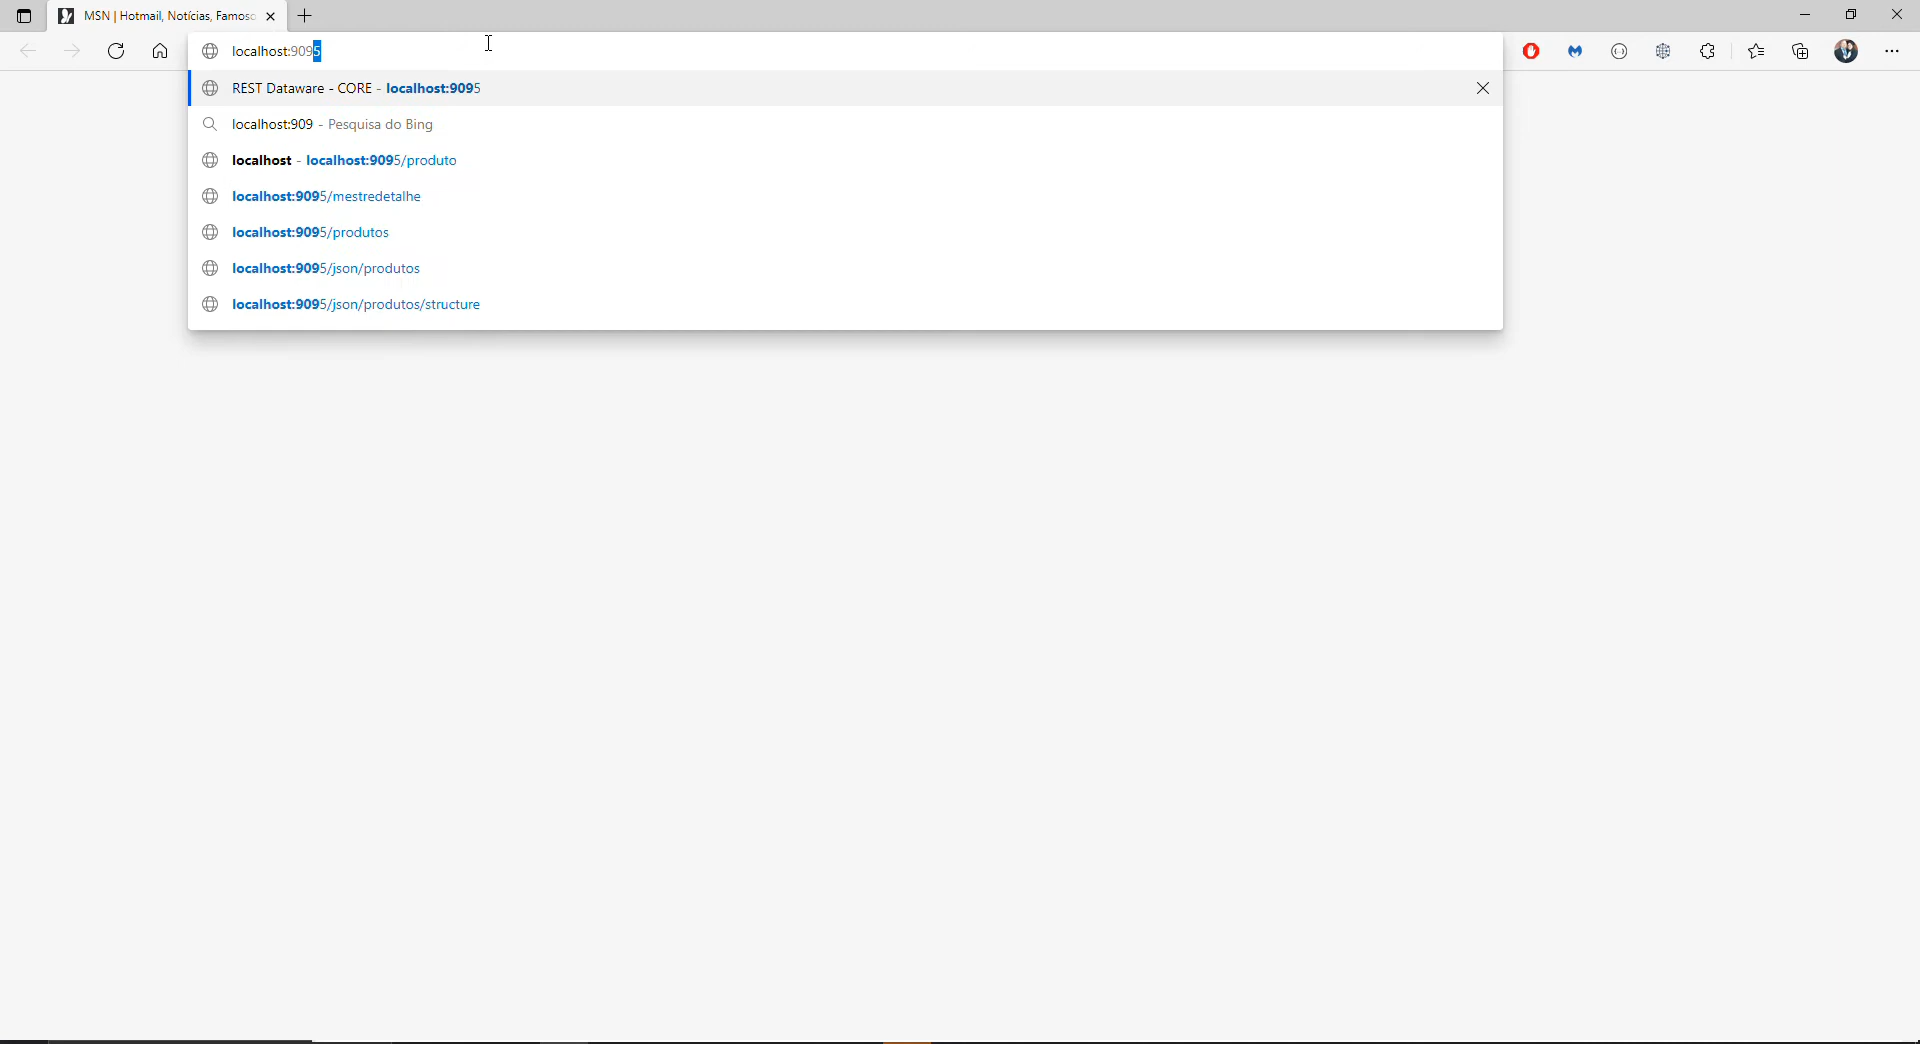 MSN | Hotmail, Notícias, Famoso
localhost:9095
REST Dataware - CORE - localhost:9095
localhost:909 - Pesquisa do Bing
localhost - localhost:9095/produto
localhost:9095/mestredetalhe
localhost:9095/produtos
localhost:9095/json/produtos
localhost:9095/json/produtos/structure